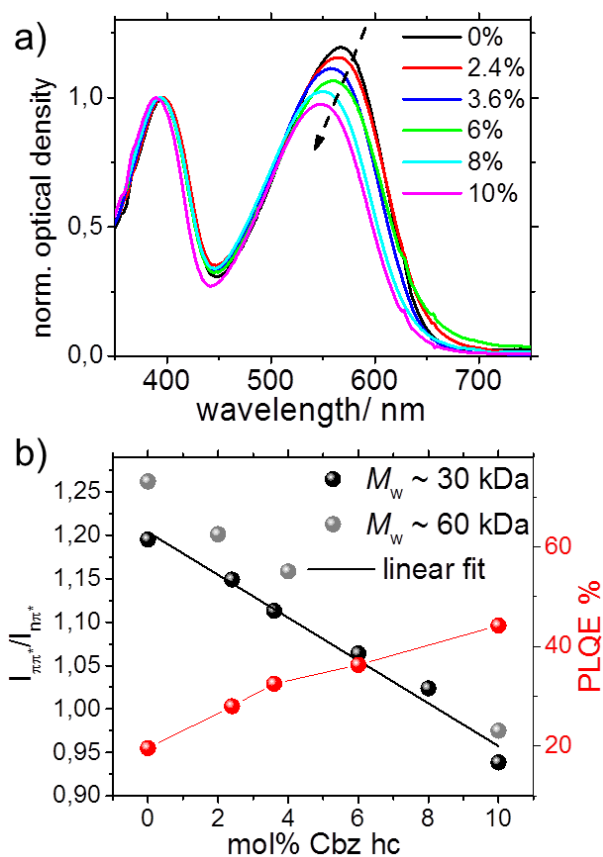 a)
norm. optical density
1,0
0,5
0,0
0%
2.4%
3.6%
6%
8%
10%
400 500 600 700
wavelength/ nm
b)
I ππ*/I nπ*
1,25
1,20
1,15
1,10
1,05
1,00
0,95
0,90
Mw ~ 30 kDa
Mw ~ 60 kDa
linear fit
60
40
20
PLQE %
0 2 4 6 8 10
mol% Cbz hc